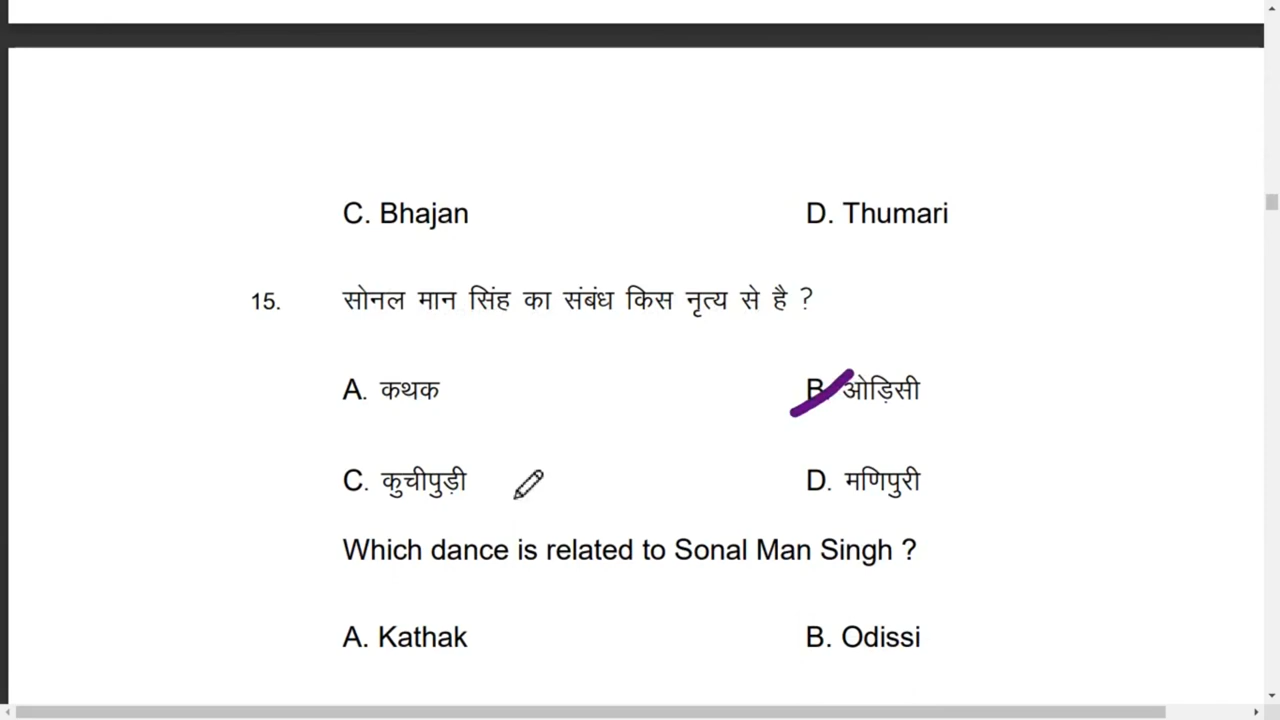 C. Bhajan D. Thumari
15. सोनल मान सिंह का संबंध किस नृत्य से है ?
A. कथक B. ओड़िसी
C. कुचीपुड़ी D. मणिपुरी
Which dance is related to Sonal Man Singh ?
A. Kathak B. Odissi